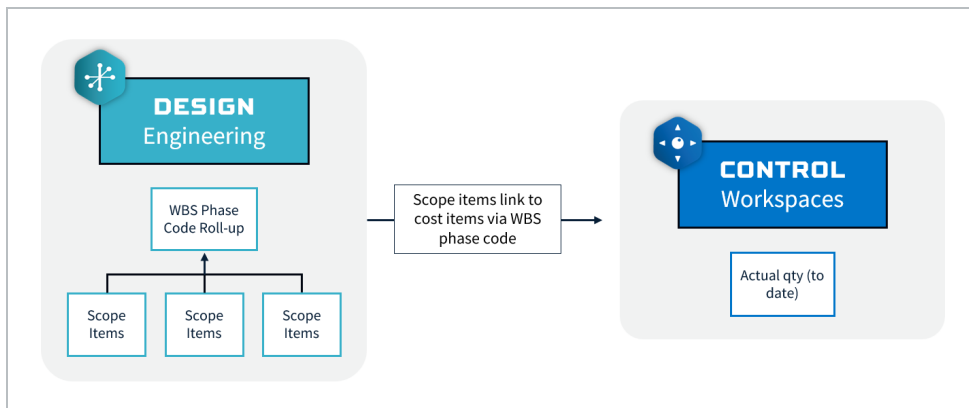 DESIGN
Engineering
WBS Phase
Code Roll-up
Scope
Items
Scope
Items
Scope
Items
Scope items link to
cost items via WBS
phase code
CONTROL
Workspaces
Actual qty (to
date)